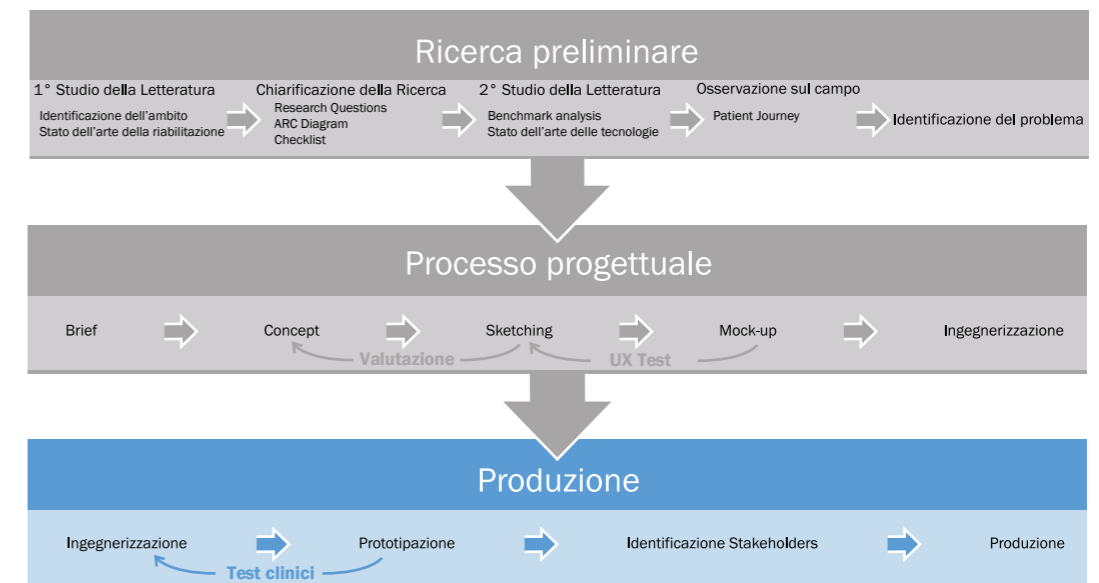 Ricerca preliminare
1° Studio della Letteratura
Identificazione dell'ambito
Stato dell'arte della riabilitazione
Chiarificazione della Ricerca
Research Questions
ARC Diagram
Checklist
2° Studio della Letteratura
Benchmark analysis
Stato dell'arte delle tecnologie
Osservazione sul campo
Patient Journey
Identificazione del problema
Processo progettuale
Brief
Concept
Sketching
Mock-up
Ingegnerizzazione
Valutazione
UX Test
Produzione
Ingegnerizzazione
Prototipazione
Identificazione Stakeholders
Produzione
Test clinici